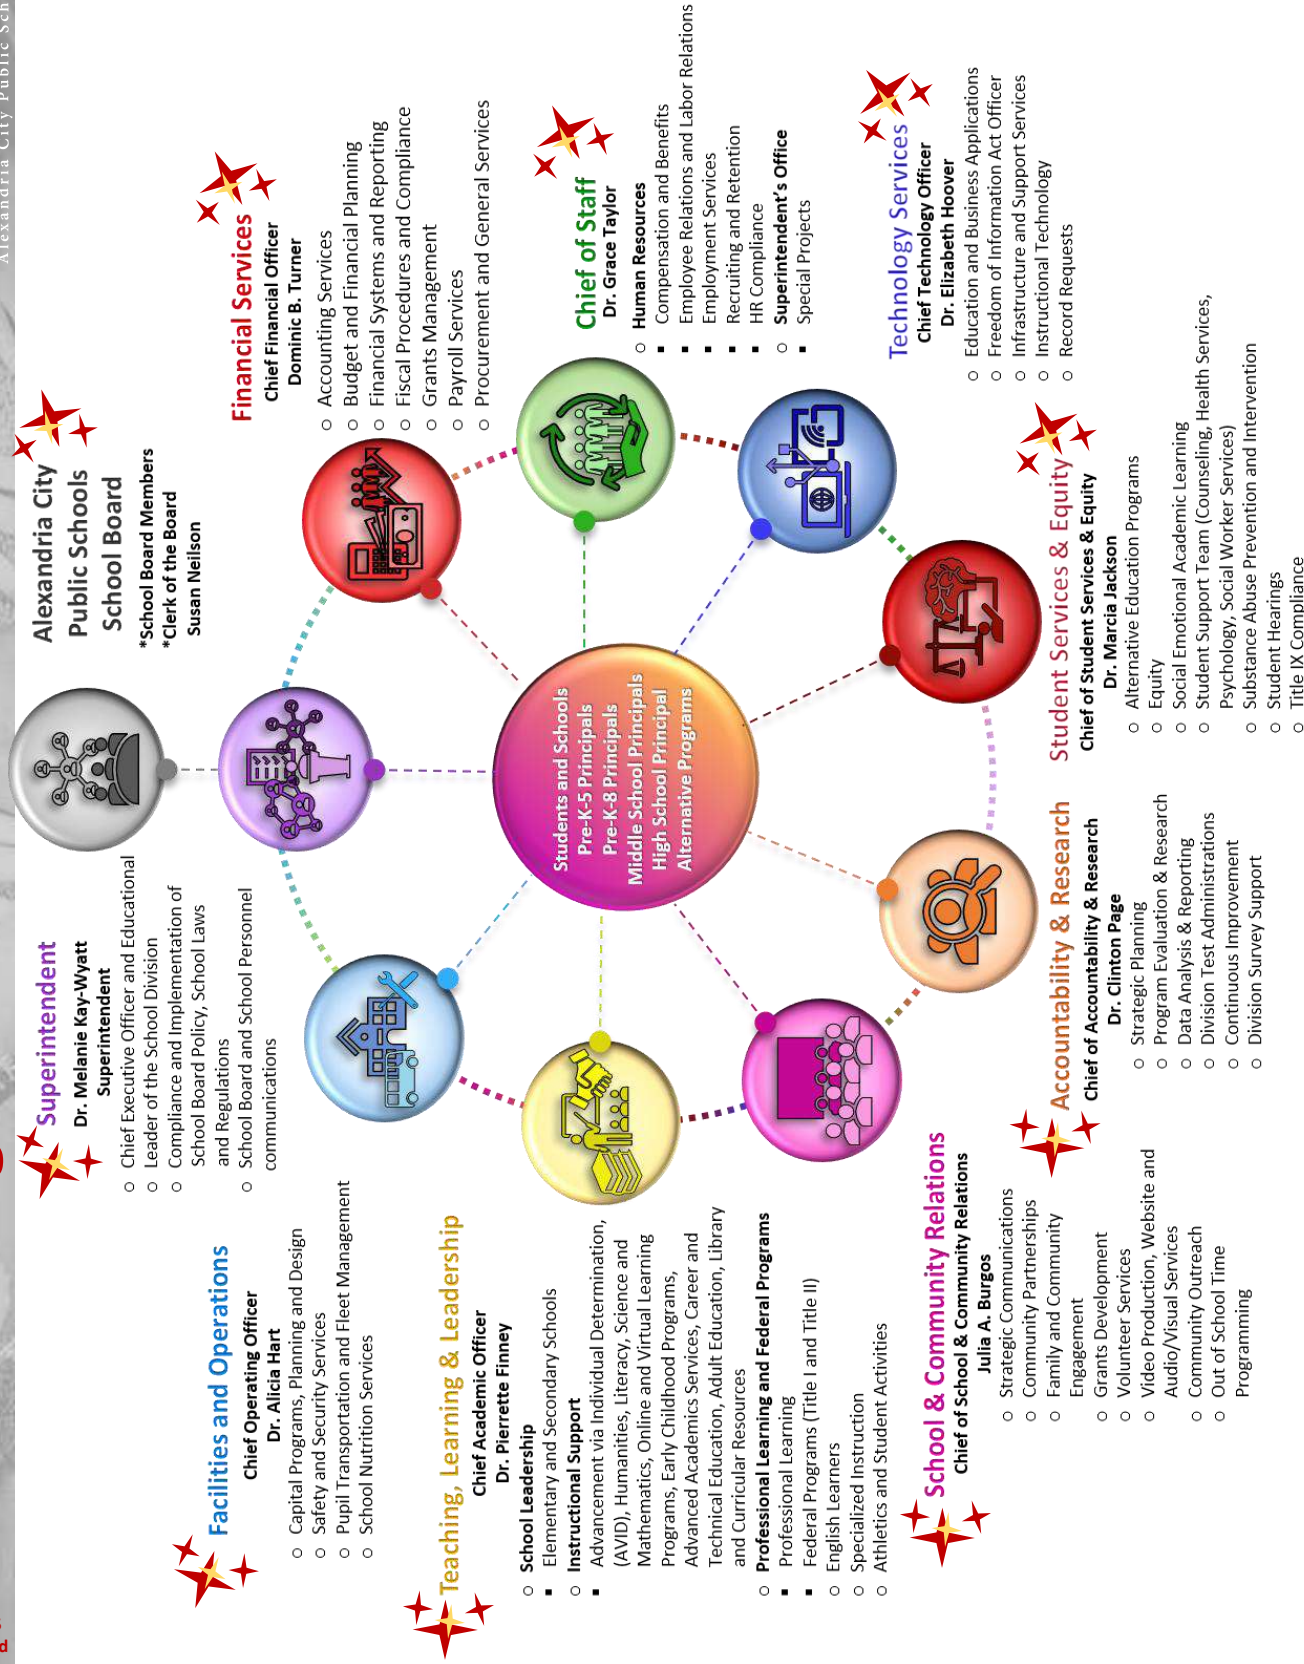 Alexandria City Public Sch
Superintendent
Dr. Melanie Kay-Wyatt
Superintendent
○ Chief Executive Officer and Educational
○ Leader of the School Division
○ Compliance and Implementation of
School Board Policy, School Laws
and Regulations
○ School Board and School Personnel
communications
Alexandria City
Public Schools
School Board
*School Board Members
*Clerk of the Board
Susan Neilson
Facilities and Operations
Chief Operating Officer
Dr. Alicia Hart
○ Capital Programs, Planning and Design
○ Safety and Security Services
○ Pupil Transportation and Fleet Management
○ School Nutrition Services
Financial Services
Chief Financial Officer
Dominic B. Turner
○ Accounting Services
○ Budget and Financial Planning
○ Financial Systems and Reporting
○ Fiscal Procedures and Compliance
○ Grants Management
○ Payroll Services
○ Procurement and General Services
Teaching, Learning & Leadership
Chief Academic Officer
Dr. Pierrette Finney
○ School Leadership
▪ Elementary and Secondary Schools
○ Instructional Support
▪ Advancement via Individual Determination,
(AVID), Humanities, Literacy, Science and
Mathematics, Online and Virtual Learning
Programs, Early Childhood Programs,
Advanced Academics Services, Career and
Technical Education, Adult Education, Library
and Curricular Resources
○ Professional Learning and Federal Programs
▪ Professional Learning
▪ Federal Programs (Title I and Title II)
○ English Learners
○ Specialized Instruction
○ Athletics and Student Activities
Students and Schools
Pre-K-5 Principals
Pre-K-8 Principals
Middle School Principals
High School Principal
Alternative Programs
Chief of Staff
Dr. Grace Taylor
○ Human Resources
▪ Compensation and Benefits
▪ Employee Relations and Labor Relations
▪ Employment Services
▪ Recruiting and Retention
▪ HR Compliance
○ Superintendent's Office
▪ Special Projects
Technology Services
Chief Technology Officer
Dr. Elizabeth Hoover
○ Education and Business Applications
○ Freedom of Information Act Officer
○ Infrastructure and Support Services
○ Instructional Technology
○ Record Requests
School & Community Relations
Chief of School & Community Relations
Julia A. Burgos
○ Strategic Communications
○ Community Partnerships
○ Family and Community
Engagement
○ Grants Development
○ Volunteer Services
○ Video Production, Website and
Audio/Visual Services
○ Community Outreach
○ Out of School Time
Programming
Accountability & Research
Chief of Accountability & Research
Dr. Clinton Page
○ Strategic Planning
○ Program Evaluation & Research
○ Data Analysis & Reporting
○ Division Test Administrations
○ Continuous Improvement
○ Division Survey Support
Student Services & Equity
Chief of Student Services & Equity
Dr. Marcia Jackson
○ Alternative Education Programs
○ Equity
○ Social Emotional Academic Learning
○ Student Support Team (Counseling, Health Services,
Psychology, Social Worker Services)
○ Substance Abuse Prevention and Intervention
○ Student Hearings
○ Title IX Compliance